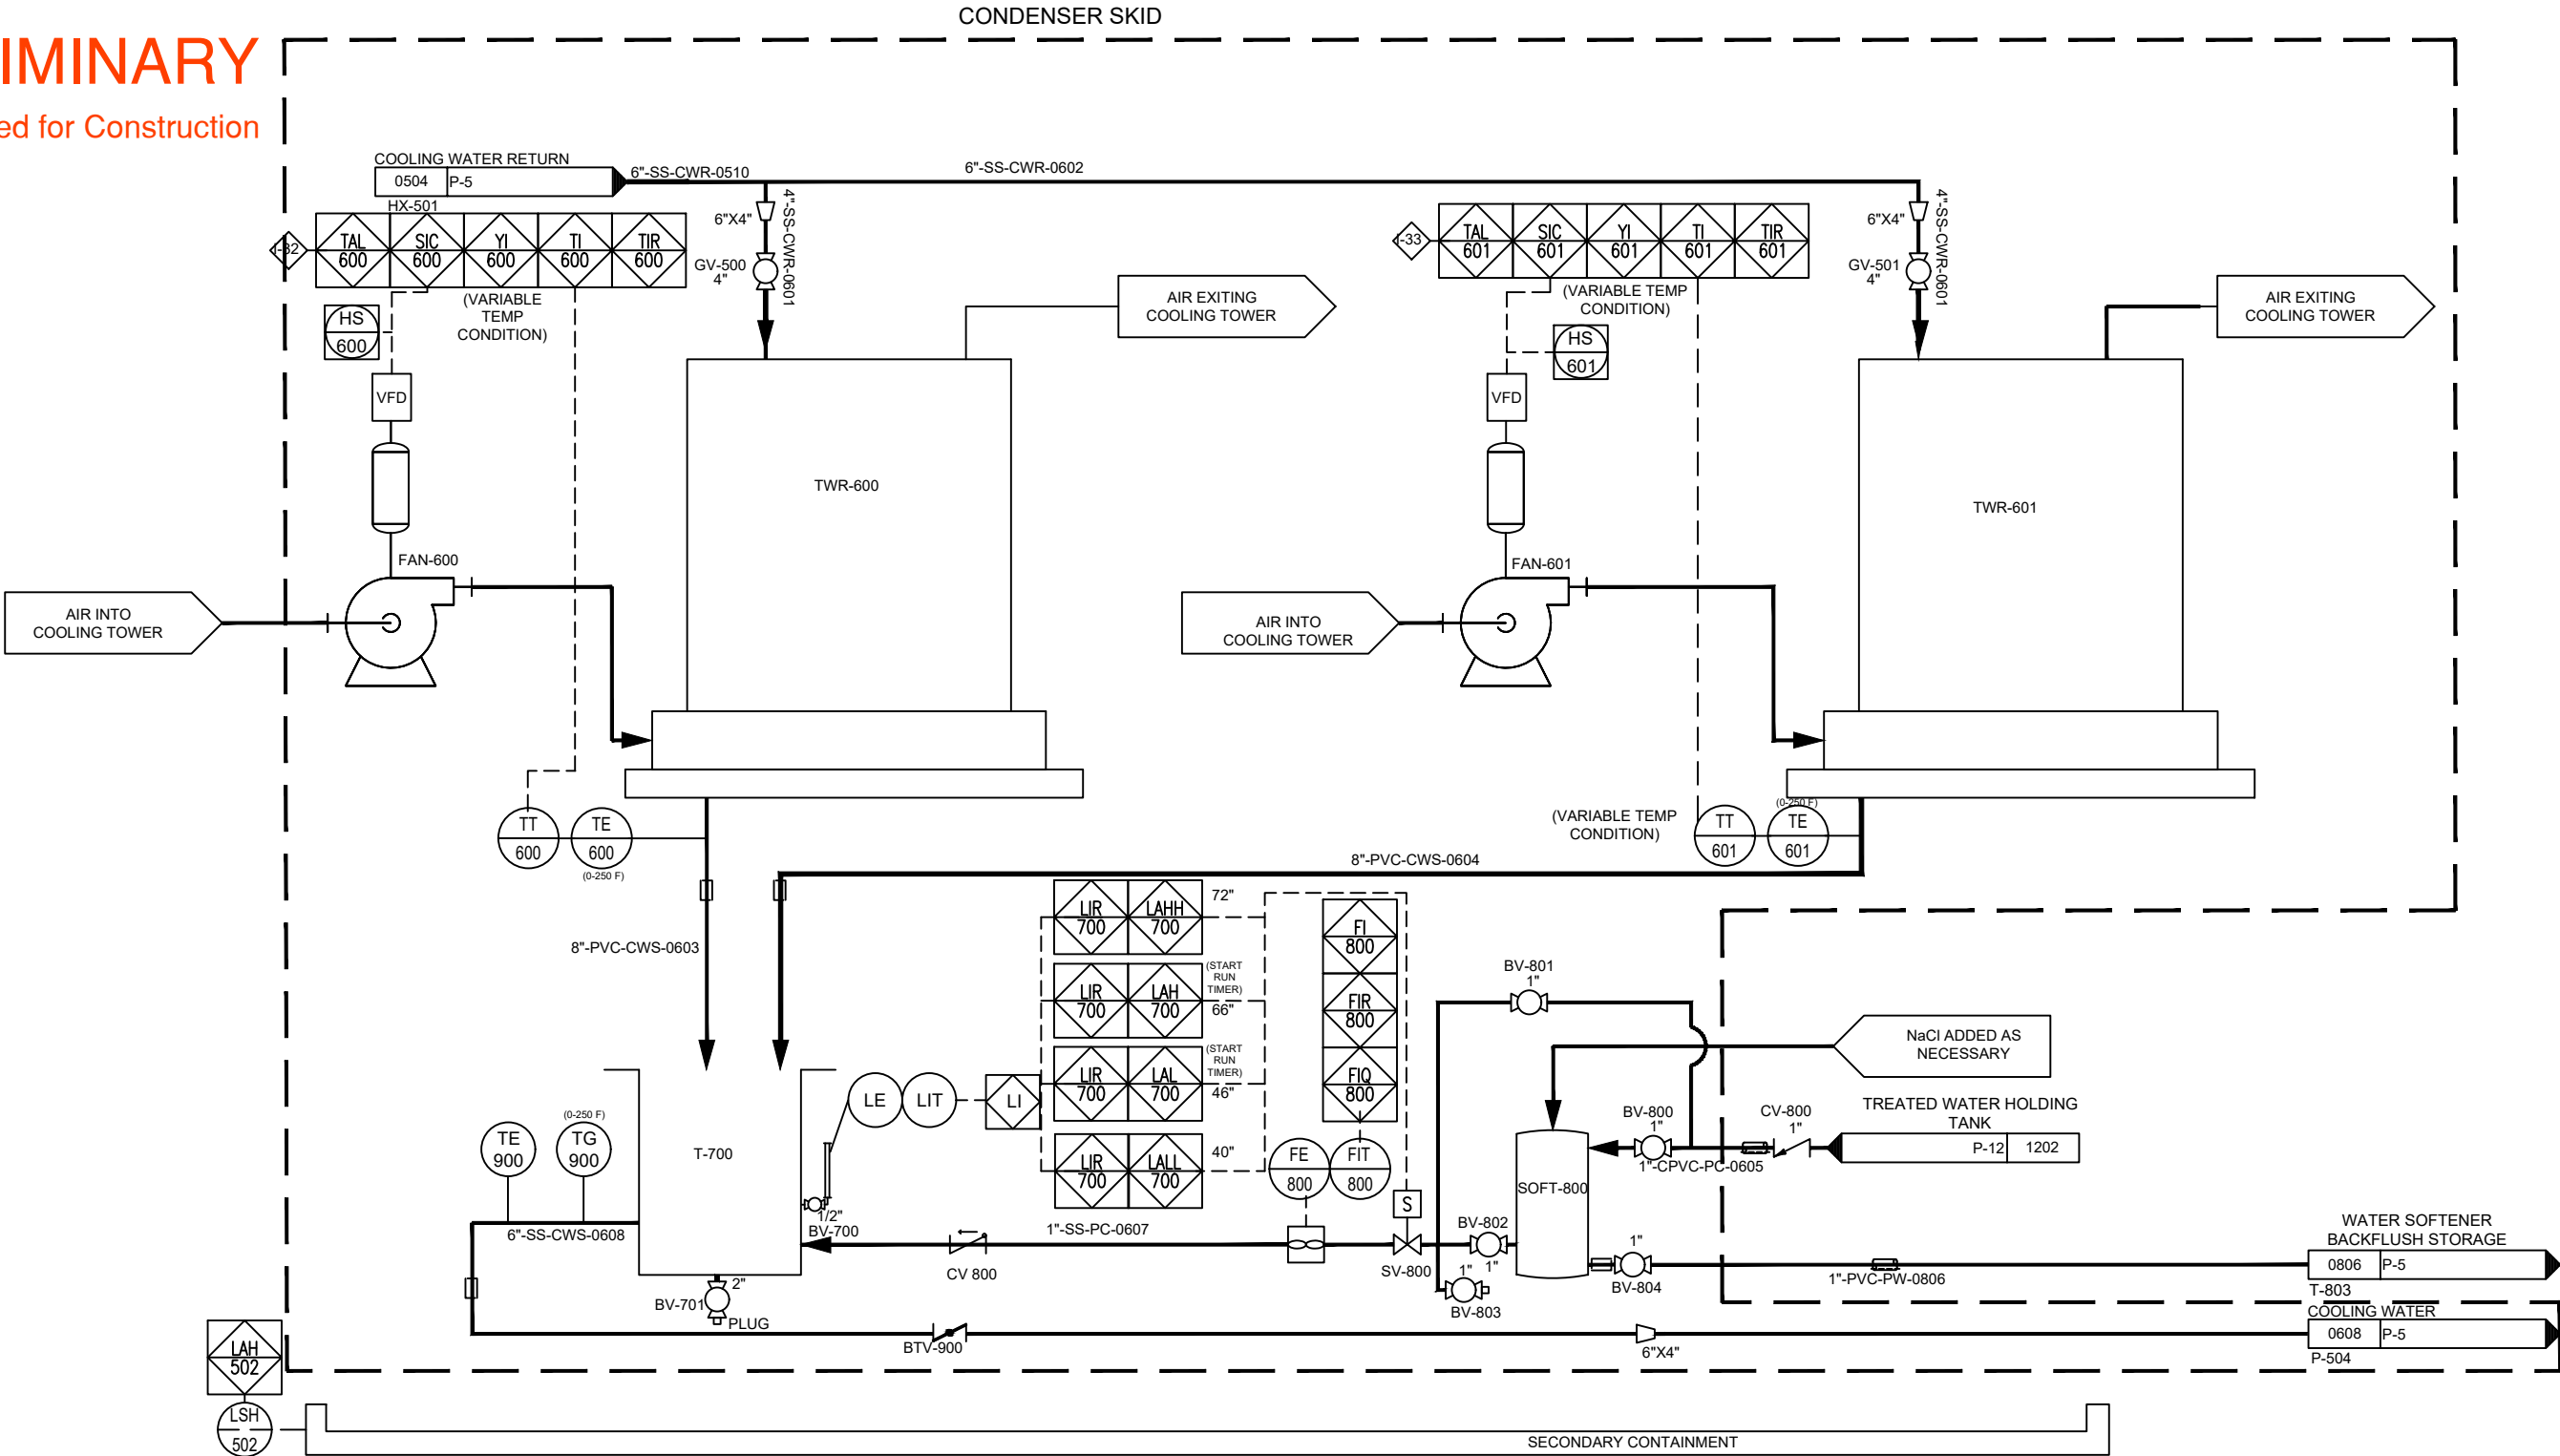 CONDENSER SKID
IMINARY
ed for Construction
COOLING WATER RETURN
0504 P-5
HX-501
6"-SS-CWR-0510
6"-SS-CWR-0602
6"X4"
4"-SS-CWR-0601
GV-500
4"
6"X4"
4"-SS-CWR-0601
GV-501
4"
I-32
TAL
600
SIC
600
YI
600
TI
600
TIR
600
(VARIABLE
TEMP
CONDITION)
HS
600
VFD
I-33
TAL
601
SIC
601
YI
601
TI
601
TIR
601
(VARIABLE TEMP
CONDITION)
HS
601
VFD
AIR EXITING
COOLING TOWER
AIR EXITING
COOLING TOWER
TWR-600
TWR-601
FAN-600
FAN-601
AIR INTO
COOLING TOWER
AIR INTO
COOLING TOWER
TT
600
TE
600
(0-250 F)
(VARIABLE TEMP
CONDITION)
(0-250 F)
TT
601
TE
601
8"-PVC-CWS-0604
8"-PVC-CWS-0603
LIR
700
LAHH
700
72"
LIR
700
LAH
700
(START
RUN
TIMER)
66"
LIR
700
LAL
700
(START
RUN
TIMER)
46"
LIR
700
LALL
700
40"
FI
800
FIR
800
FIQ
800
FE
800
FIT
800
S
BV-801
1"
NaCl ADDED AS
NECESSARY
TREATED WATER HOLDING
TANK
P-12 1202
BV-800
1"
CV-800
1"
1"-CPVC-PC-0605
SOFT-800
LE
LIT
LI
TE
900
(0-250 F)
TG
900
T-700
6"-SS-CWS-0608
1/2"
BV-700
1"-SS-PC-0607
CV 800
SV-800
BV-802
1"
1"
BV-803
1"
BV-804
1"-PVC-PW-0806
WATER SOFTENER
BACKFLUSH STORAGE
0806 P-5
T-803
COOLING WATER
0608 P-5
P-504
BV-701
2"
PLUG
BTV-900
6"X4"
LAH
502
LSH
502
SECONDARY CONTAINMENT